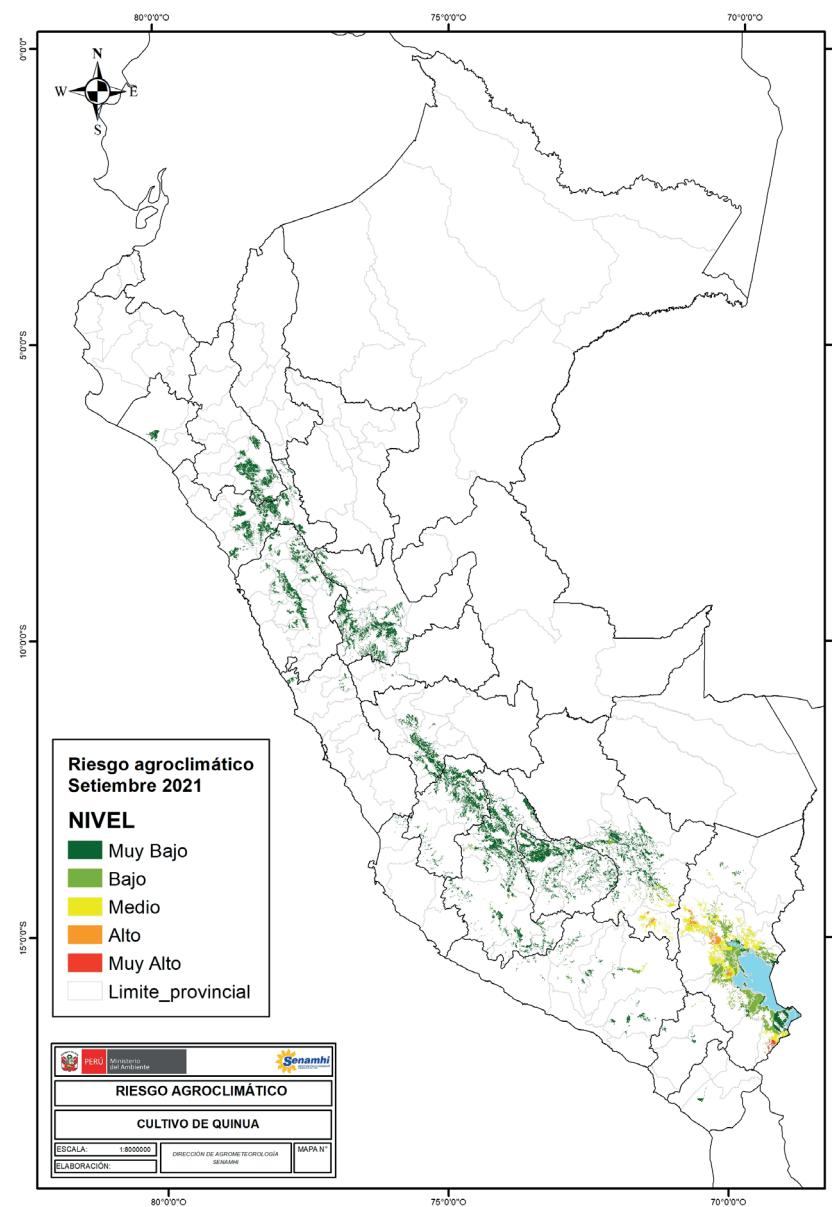 80°0'0"O 75°0'0"O 70°0'0"O
0°0'0"
N
W E
S
5°0'0"S
10°0'0"S
15°0'0"S
Riesgo agroclimático
Setiembre 2021
NIVEL
Muy Bajo
Bajo
Medio
Alto
Muy Alto
Limite_provincial
PERÚ
Ministerio
del Ambiente
Senamhi
RIESGO AGROCLIMÁTICO
CULTIVO DE QUINUA
ESCALA: 1:8000000
ELABORACIÓN:
DIRECCIÓN DE AGROMETEOROLOGÍA
SENAMHI
MAPA N°
80°0'0"O 75°0'0"O 70°0'0"O